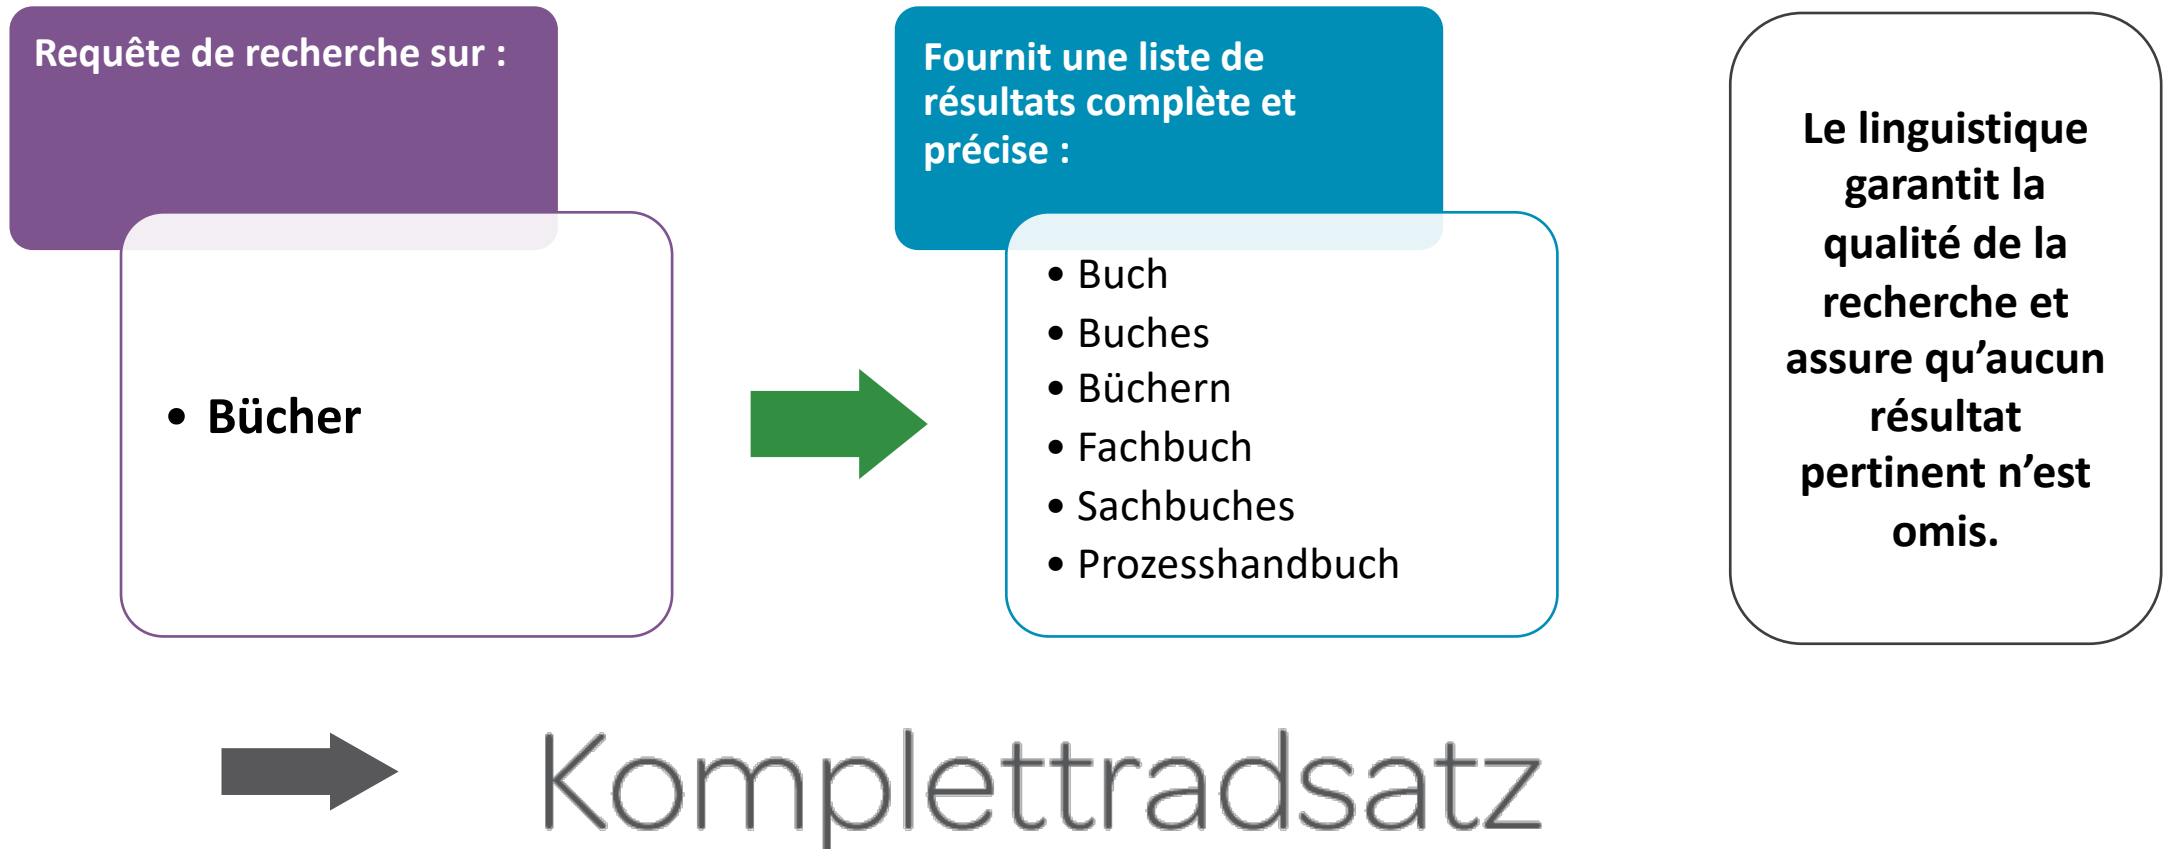 Requête de recherche sur :
• Bücher
Fournit une liste de
résultats complète et
précise :
• Buch
• Buches
• Büchern
• Fachbuch
• Sachbuches
• Prozesshandbuch
Le linguistique
garantit la
qualité de la
recherche et
assure qu’aucun
résultat
pertinent n’est
omis.
Komplettradsatz